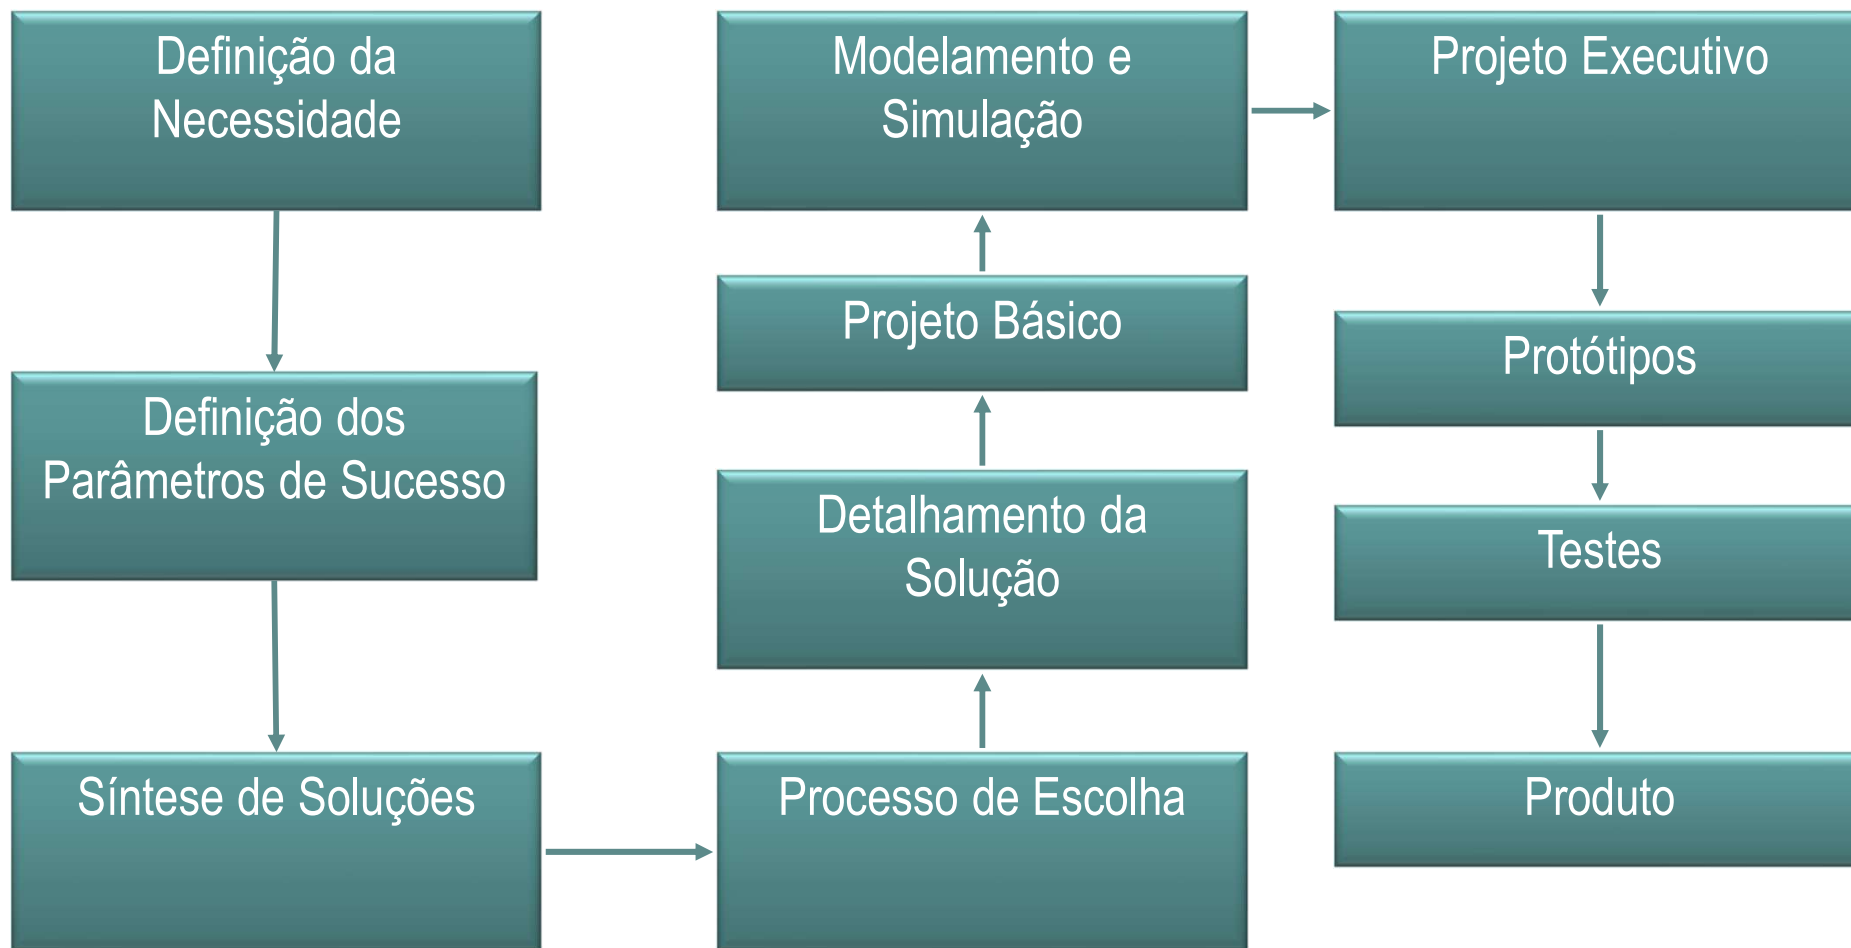 Definição da
Necessidade
Definição dos
Parâmetros de Sucesso
Síntese de Soluções
Processo de Escolha
Detalhamento da
Solução
Projeto Básico
Modelamento e
Simulação
Projeto Executivo
Protótipos
Testes
Produto